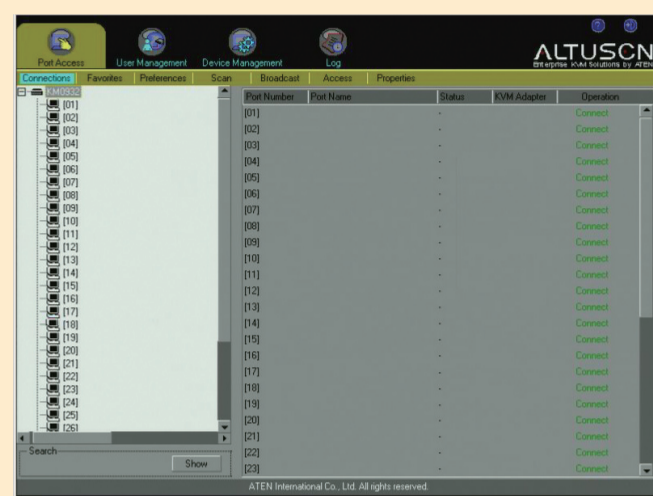 Port Access
User Management
Device Management
Log
ALTUSCN
Enterprise KVM Solutions by ATEN
Connections Favorites Preferences Scan Broadcast Access Properties
KM0932
[01]
[02]
[03]
[04]
[05]
[06]
[07]
[08]
[09]
[10]
[11]
[12]
[13]
[14]
[15]
[16]
[17]
[18]
[19]
[20]
[21]
[22]
[23]
[24]
[25]
[26]
Search
Show
Port Number Port Name Status KVM Adapter Operation
[01] - Connect
[02] - Connect
[03] - Connect
[04] - Connect
[05] - Connect
[06] - Connect
[07] - Connect
[08] - Connect
[09] - Connect
[10] - Connect
[11] - Connect
[12] - Connect
[13] - Connect
[14] - Connect
[15] - Connect
[16] - Connect
[17] - Connect
[18] - Connect
[19] - Connect
[20] - Connect
[21] - Connect
[22] - Connect
[23] - Connect
ATEN International Co., Ltd. All rights reserved.